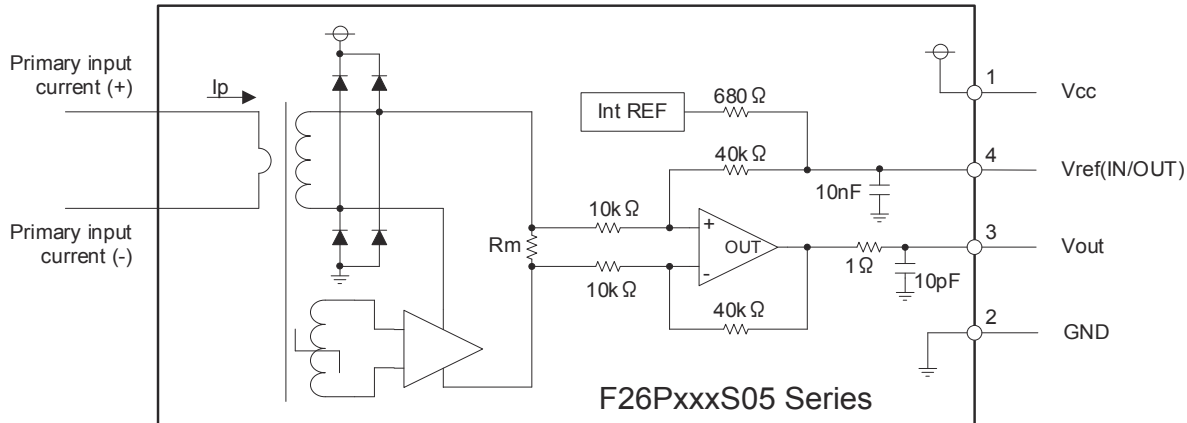 Primary input
current (+)
Ip
Primary input
current (-)
Int REF
680 Ω
40k Ω
10nF
10k Ω
Rm
10k Ω
+
OUT
-
40k Ω
1 Ω
10pF
1
Vcc
4
Vref(IN/OUT)
3
Vout
2
GND
F26PxxxS05 Series